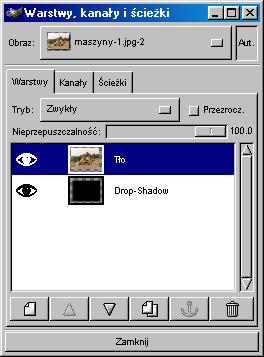 Warstwy, kanały i ścieżki
Obraz: maszyny-1.jpg-2 Aut.
Warstwy Kanały Ścieżki
Tryb: Zwykły Przezrocz.
Nieprzepuszczalność: 100.0
Tło
Drop-Shadow
Zamknij